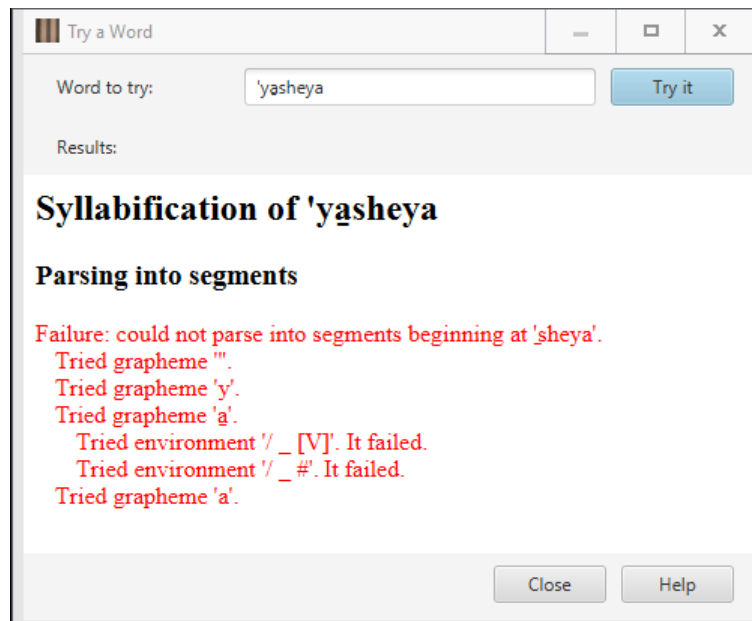 Try a Word
Word to try: 'ya̱sheya Try it
Results:
Syllabification of 'ya̱sheya
Parsing into segments
Failure: could not parse into segments beginning at '̱sheya'.
Tried grapheme '''.
Tried grapheme 'y'.
Tried grapheme 'a̱'.
Tried environment '/ _ [V]'. It failed.
Tried environment '/ _ #'. It failed.
Tried grapheme 'a'.
Close Help